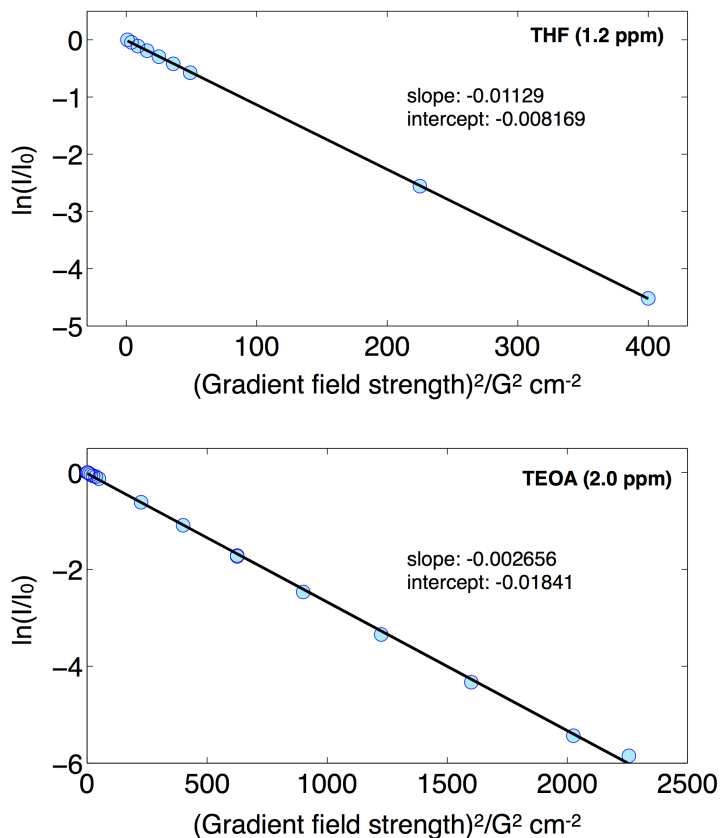 THF (1.2 ppm)
slope: -0.01129
intercept: -0.008169
ln(I/I₀)
0
−1
−2
−3
−4
−5
0
100
200
300
400
(Gradient field strength)²/G² cm⁻²
TEOA (2.0 ppm)
slope: -0.002656
intercept: -0.01841
ln(I/I₀)
0
−2
−4
−6
0
500
1000
1500
2000
2500
(Gradient field strength)²/G² cm⁻²